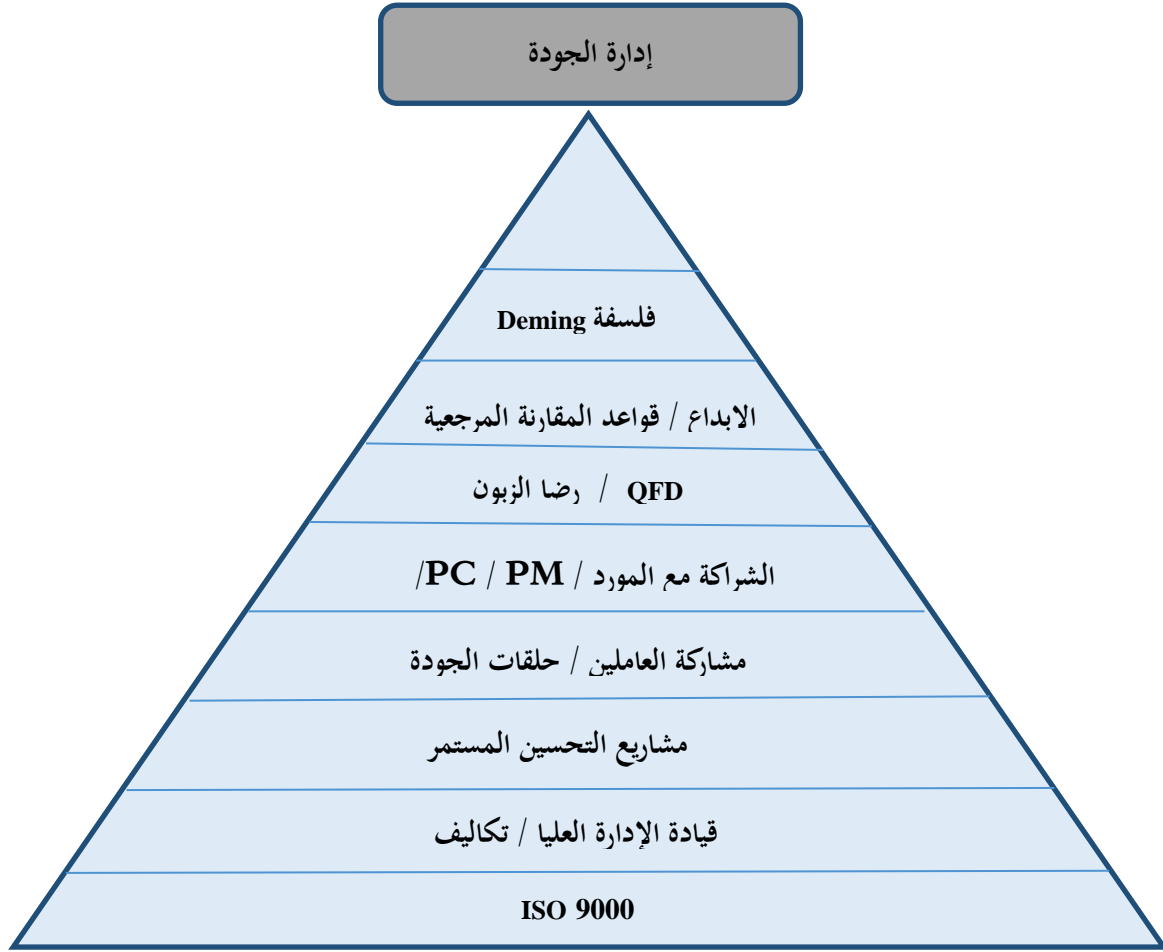 إدارة الجودة
فلسفة Deming
الابداع / قواعد المقارنة المرجعية
QFD / رضا الزبون
الشراكة مع المورد / PC / PM/
مشاركة العاملين / حلقات الجودة
مشاريع التحسين المستمر
قيادة الإدارة العليا / تكاليف
ISO 9000